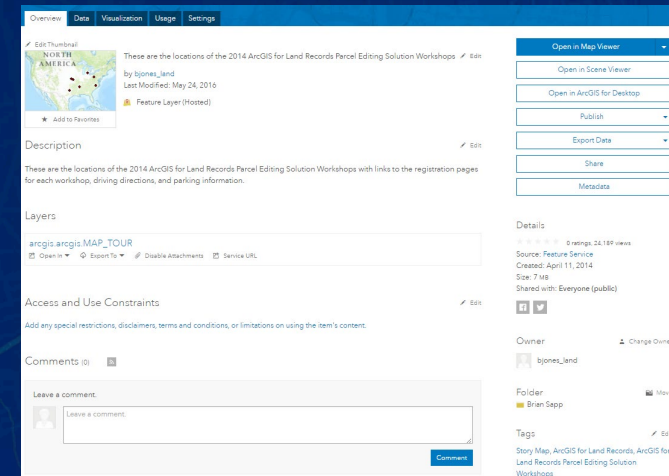 Overview Data Visualization Usage Settings
Edit Thumbnail
NORTH
AMERICA
Add to Favorites
These are the locations of the 2014 ArcGIS for Land Records Parcel Editing Solution Workshops Edit
by bjones_land
Last Modified: May 24, 2016
Feature Layer (Hosted)
Description Edit
These are the locations of the 2014 ArcGIS for Land Records Parcel Editing Solution Workshops with links to the registration pages
for each workshop, driving directions, and parking information.
Layers
arcgis.arcgis.MAP_TOUR
Open In Export To Disable Attachments Service URL
Access and Use Constraints Edit
Add any special restrictions, disclaimers, terms and conditions, or limitations on using the item's content.
Comments (0)
Leave a comment.
Leave a comment.
Comment
Open in Map Viewer
Open in Scene Viewer
Open in ArcGIS for Desktop
Publish
Export Data
Share
Metadata
Details
0 ratings, 24,189 views
Source: Feature Service
Created: April 11, 2014
Size: 7 MB
Shared with: Everyone (public)
Owner Change Owne
bjones_land
Folder Mov
Brian Sapp
Tags Ed
Story Map, ArcGIS for Land Records, ArcGIS for
Land Records Parcel Editing Solution
Workshops